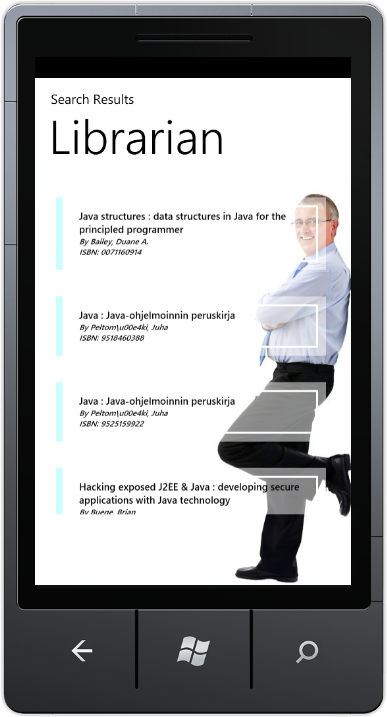 Search Results
Librarian
Java structures : data structures in Java for the
principled programmer
By Bailey, Duane A.
ISBN: 0071160914
Java : Java-ohjelmoinnin peruskirja
By Peltom\u00e4ki, Juha
ISBN: 9518460388
Java : Java-ohjelmoinnin peruskirja
By Peltom\u00e4ki, Juha
ISBN: 9525159922
Hacking exposed J2EE & Java : developing secure
applications with Java technology
By Buege, Brian